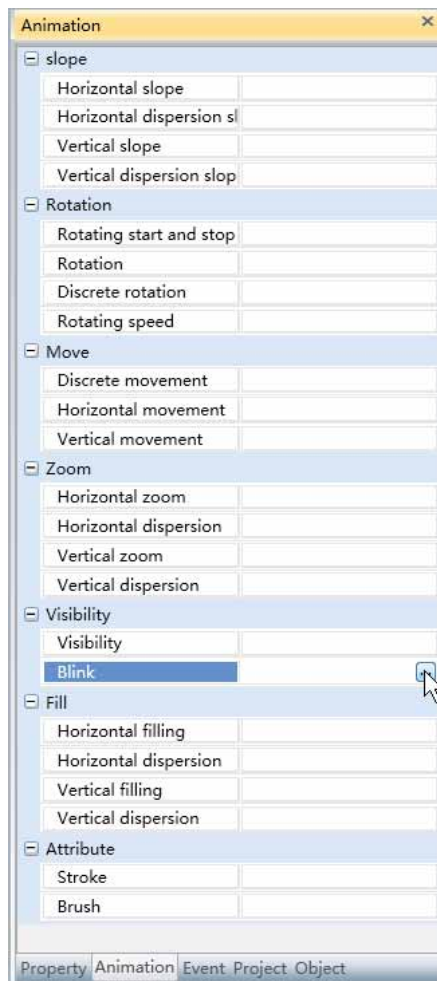 Animation
slope
Horizontal slope
Horizontal dispersion sl
Vertical slope
Vertical dispersion slop
Rotation
Rotating start and stop
Rotation
Discrete rotation
Rotating speed
Move
Discrete movement
Horizontal movement
Vertical movement
Zoom
Horizontal zoom
Horizontal dispersion
Vertical zoom
Vertical dispersion
Visibility
Visibility
Blink
Fill
Horizontal filling
Horizontal dispersion
Vertical filling
Vertical dispersion
Attribute
Stroke
Brush
Property Animation Event Project Object